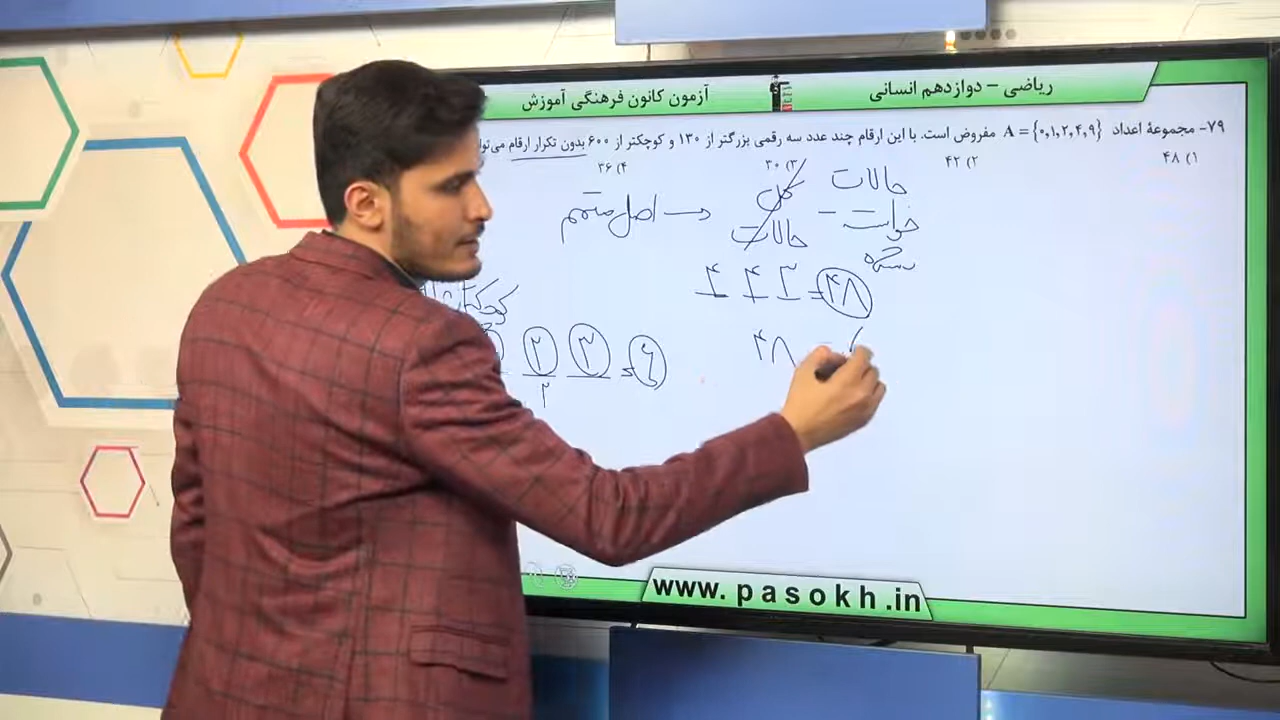 ریاضی – دوازدهم انسانی
آزمون کانون فرهنگی آموزش
۷۹- مجموعهٔ اعداد A = {۰,۱,۲,۴,۹} مفروض است. با این ارقام چند عدد سه رقمی بزرگتر از ۱۳۰ و کوچکتر از ۶۰۰ بدون تکرار ارقام می‌توا
۱) ۴۸
۲) ۴۲
۳) ۳۰
۴) ۳۶
اصل متمم → کل حالات – حالات خواسته
۴ ۴ ۳ = ۴۸
۲ ۳ = ۶
۲
۴۸ –
www.pasokh.in